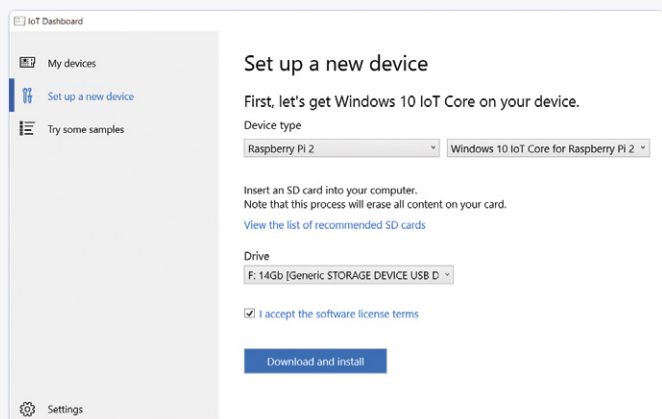 IoT Dashboard
My devices
Set up a new device
Try some samples
Settings
Set up a new device
First, let's get Windows 10 IoT Core on your device.
Device type
Raspberry Pi 2
Windows 10 IoT Core for Raspberry Pi 2
Insert an SD card into your computer.
Note that this process will erase all content on your card.
View the list of recommended SD cards
Drive
F: 14Gb [Generic STORAGE DEVICE USB D
I accept the software license terms
Download and install